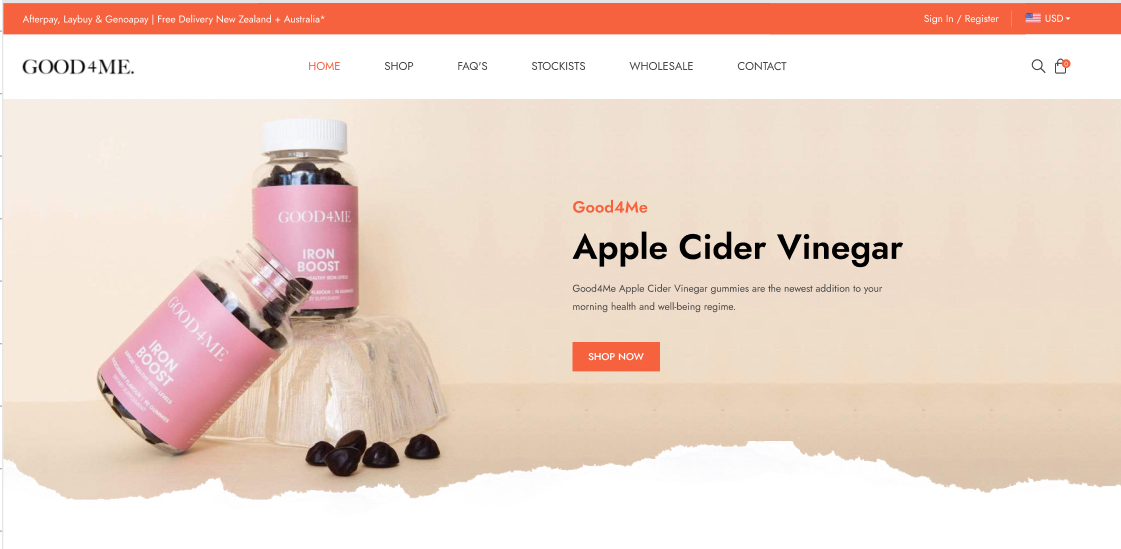 Afterpay, Laybuy & Genoapay | Free Delivery New Zealand + Australia*
Sign In / Register
USD
GOOD4ME.
HOME
SHOP
FAQ'S
STOCKISTS
WHOLESALE
CONTACT
0
GOOD4ME
IRON
BOOST
GOOD4ME
IRON
BOOST
Good4Me
Apple Cider Vinegar
Good4Me Apple Cider Vinegar gummies are the newest addition to your
morning health and well-being regime.
SHOP NOW